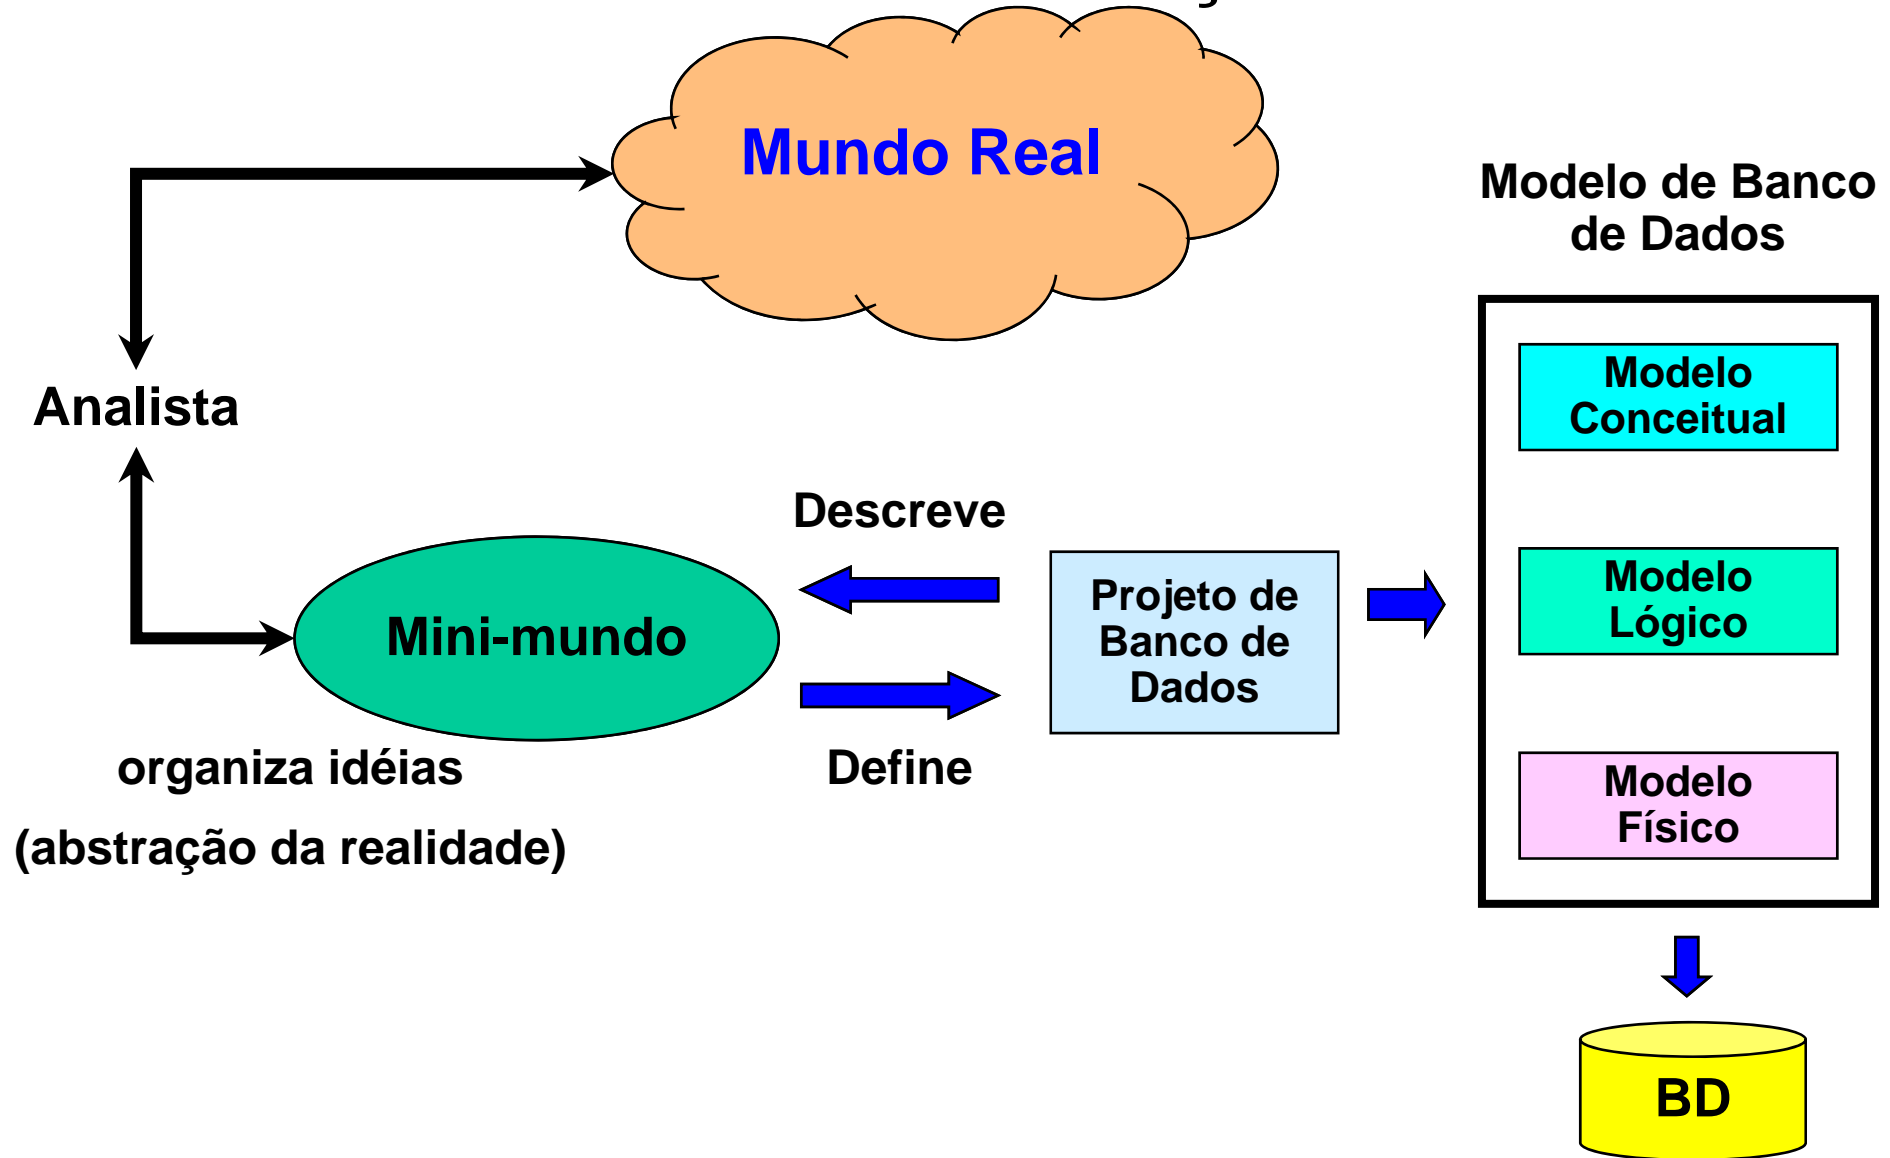 Mundo Real
Modelo de Banco
de Dados
Analista
Modelo
Conceitual
Descreve
Mini-mundo
Projeto de
Banco de
Dados
Modelo
Lógico
organiza idéias
Define
(abstração da realidade)
Modelo
Físico
BD